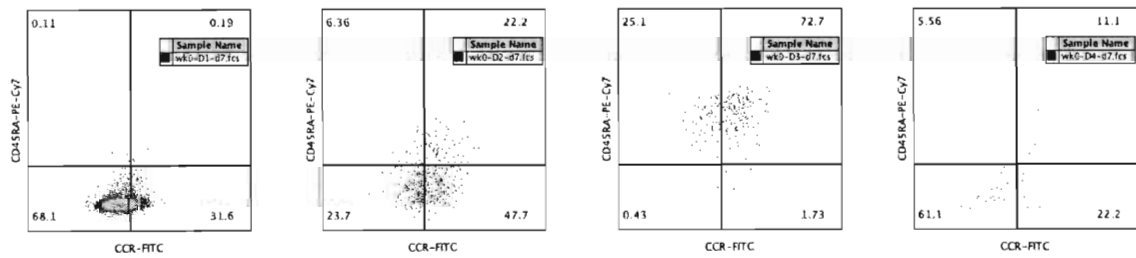 0.11 0.19
Sample Name
wk0-D1-d7.fcs
CD45RA-PE-Cy7
68.1 31.6
CCR-FITC
6.36 22.2
Sample Name
wk0-D2-d7.fcs
CD45RA-PE-Cy7
23.7 47.7
CCR-FITC
25.1 72.7
Sample Name
wk0-D3-d7.fcs
CD45RA-PE-Cy7
0.43 1.73
CCR-FITC
5.56 11.1
Sample Name
wk0-D4-d7.fcs
CD45RA-PE-Cy7
61.1 22.2
CCR-FITC